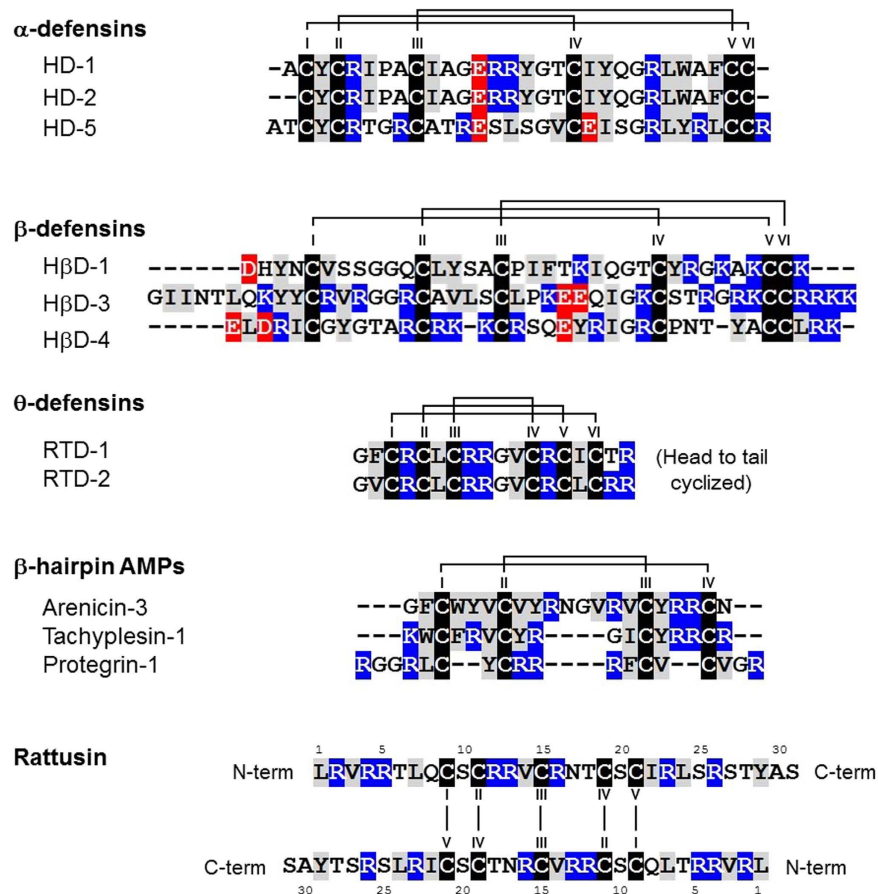 α-defensins
I II III IV V VI
HD-1 -ACYCRIPACIAGERRYGTCIYQGRLWAFCC-
HD-2 -CYCRIPACIAGERRYGTCIYQGRLWAFCC-
HD-5 ATCYCRTGRCATRESLSGVCEISGRLYRLCCR
β-defensins
I II III IV V VI
HβD-1 ------DHYNCVSSGGQCLYSACPIFTKIQGTCYRGKAKCCK---
HβD-3 GIINTLQKYYCRVRGGRCAVLSCLPKEEQIGKCSTRGRKCCRRKK
HβD-4 -----ELDRICGYGTARCRK-KCRSQEYRIGRCPNT-YACCLRK-
θ-defensins
I II III IV V VI
RTD-1 GFCRCLCRRGVCRCICTR (Head to tail
RTD-2 GVCRCLCRRGVCRCLCRR cyclized)
β-hairpin AMPs
I II III IV
Arenicin-3 ---GFCWYVCVYRNGVRVCYRRCN--
Tachyplesin-1 ---KWCFRVCYR----GICYRRCR--
Protegrin-1 RGGRLC--YCRR----RFCV--CVGR
Rattusin
1 5 10 15 20 25 30
N-term LRVRRTLQCSCRRVCRNTCSCIRLSRSTYAS C-term
I II III IV V
V IV III II I
C-term SAYTSRSLRICSCTNRCVRRCSCQLTRRVRL N-term
30 25 20 15 10 5 1